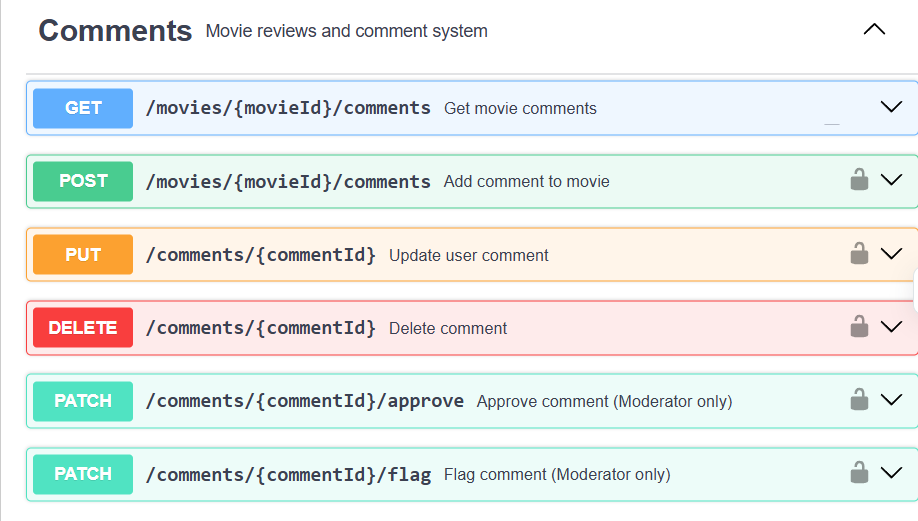 Comments Movie reviews and comment system
GET /movies/{movieId}/comments Get movie comments
POST /movies/{movieId}/comments Add comment to movie
PUT /comments/{commentId} Update user comment
DELETE /comments/{commentId} Delete comment
PATCH /comments/{commentId}/approve Approve comment (Moderator only)
PATCH /comments/{commentId}/flag Flag comment (Moderator only)